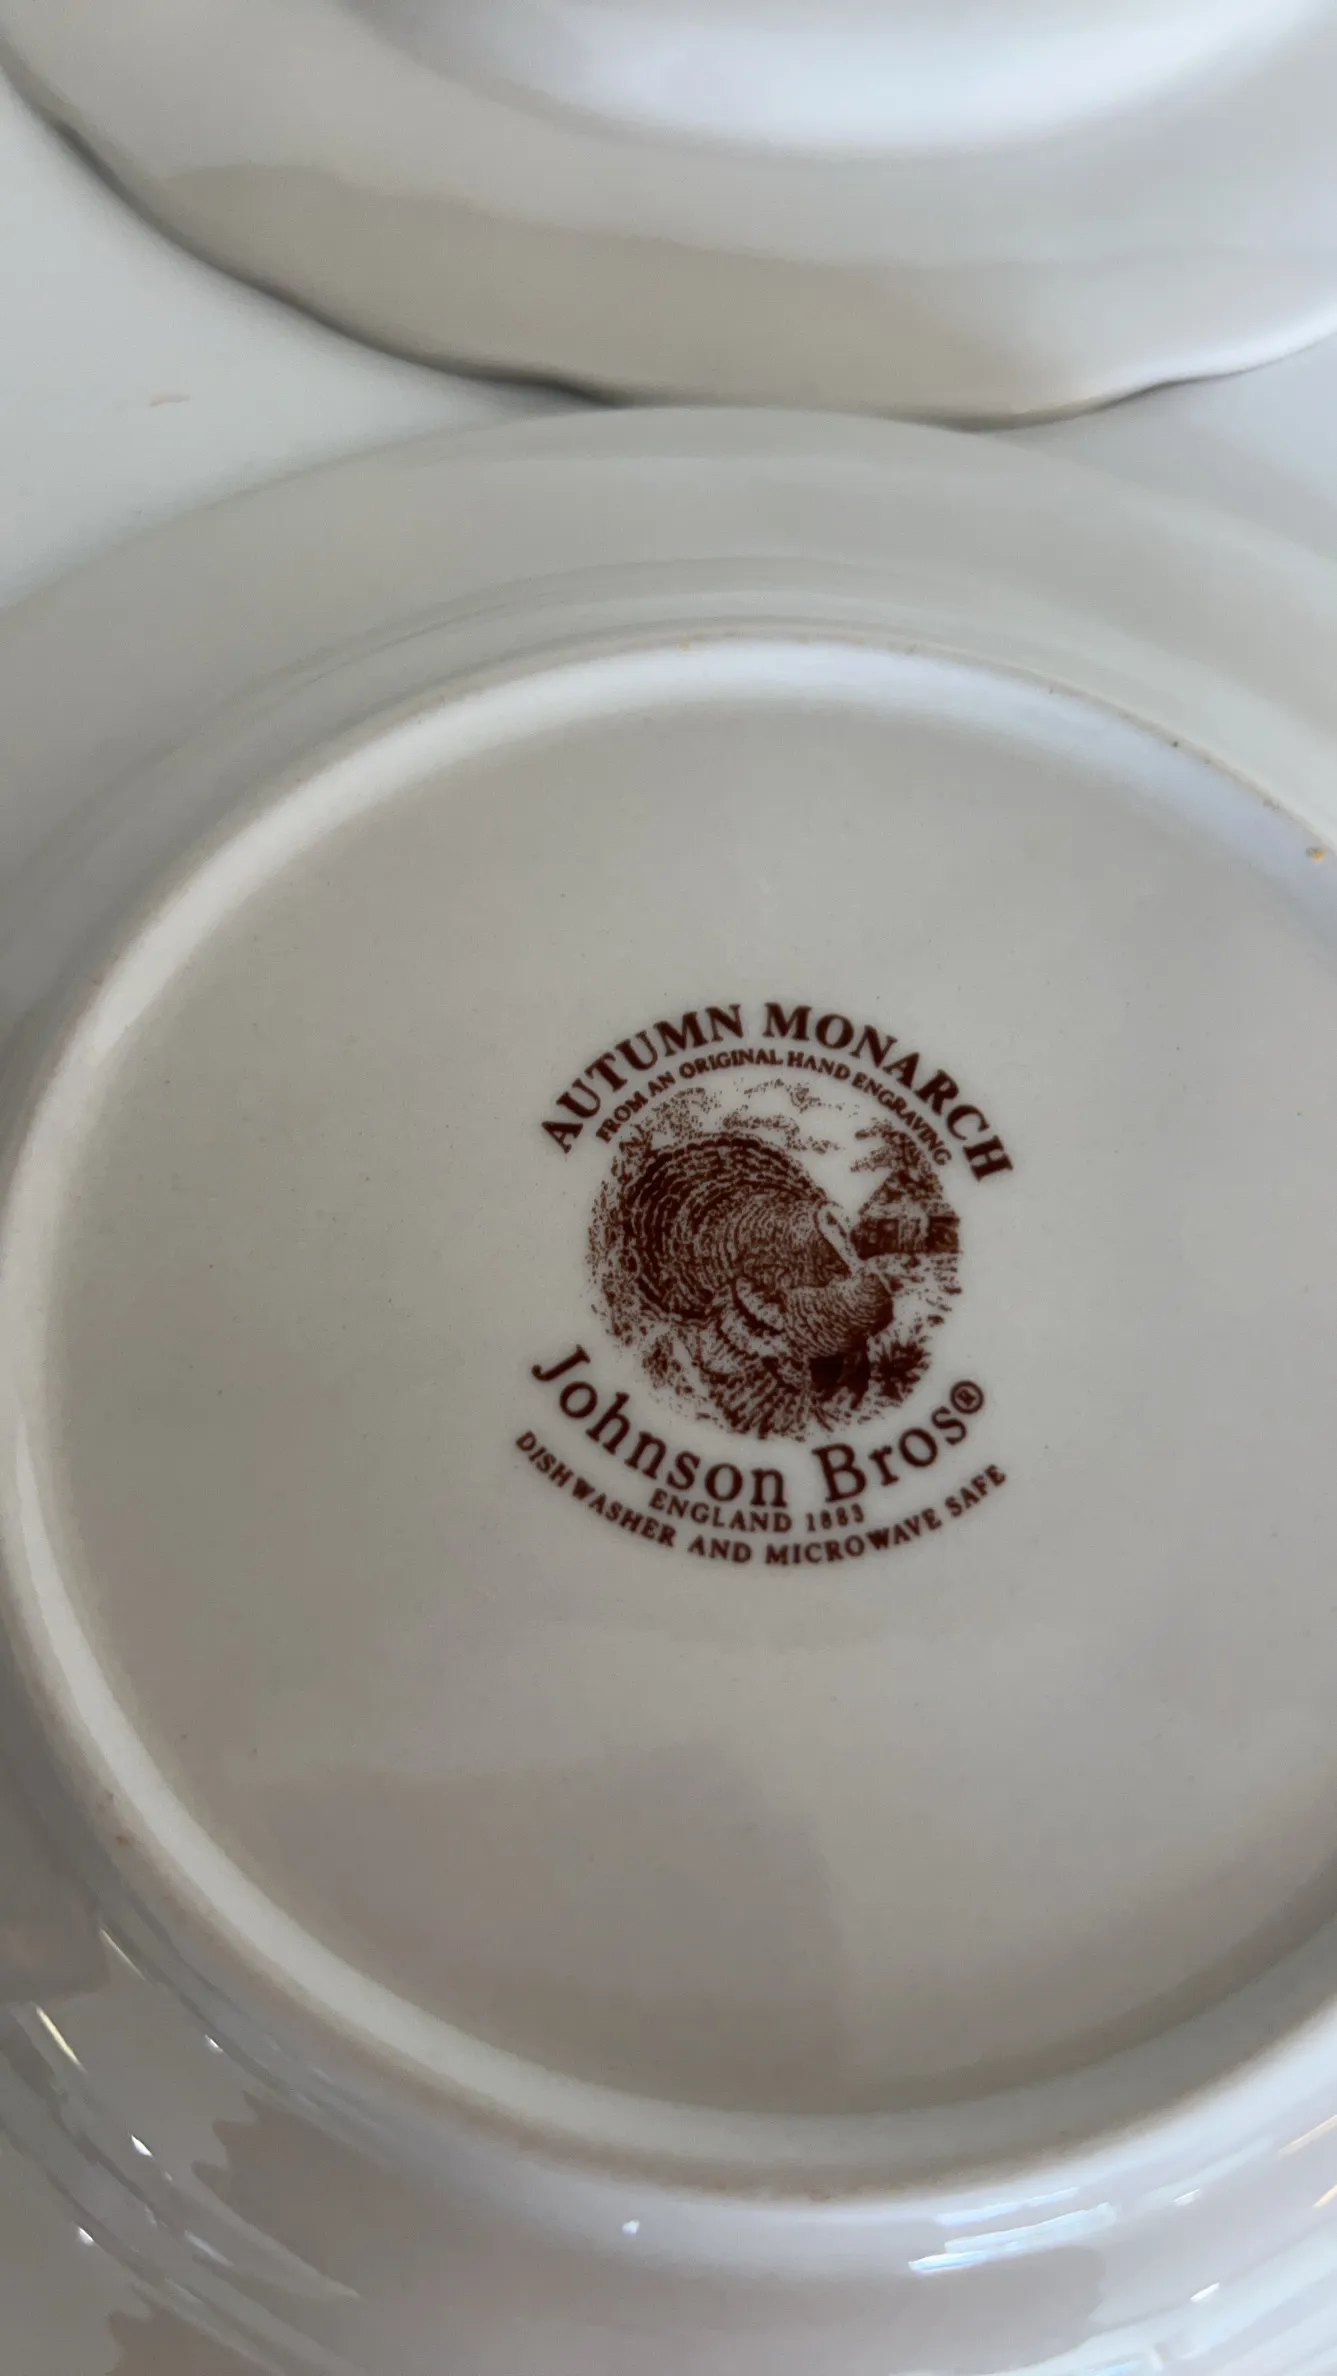 AUTUMN MONARCH
FROM AN ORIGINAL HAND ENGRAVING
Johnson Bros®
ENGLAND 1883
DISHWASHER AND MICROWAVE SAFE